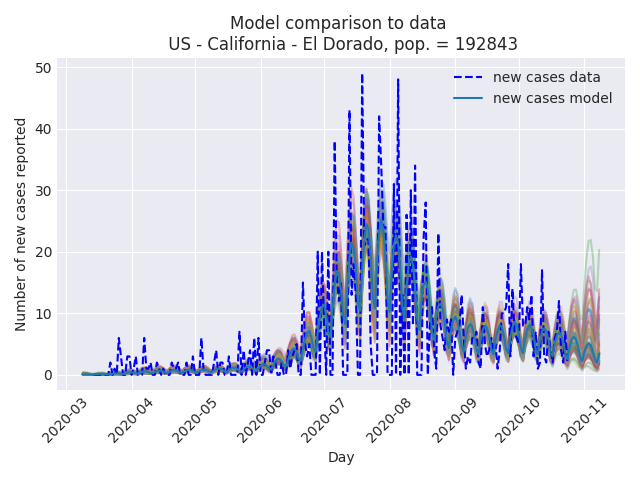 Model comparison to data
US - California - El Dorado, pop. = 192843
new cases data
new cases model
Number of new cases reported
50
40
30
20
10
0
2020-03
2020-04
2020-05
2020-06
2020-07
2020-08
2020-09
2020-10
2020-11
Day